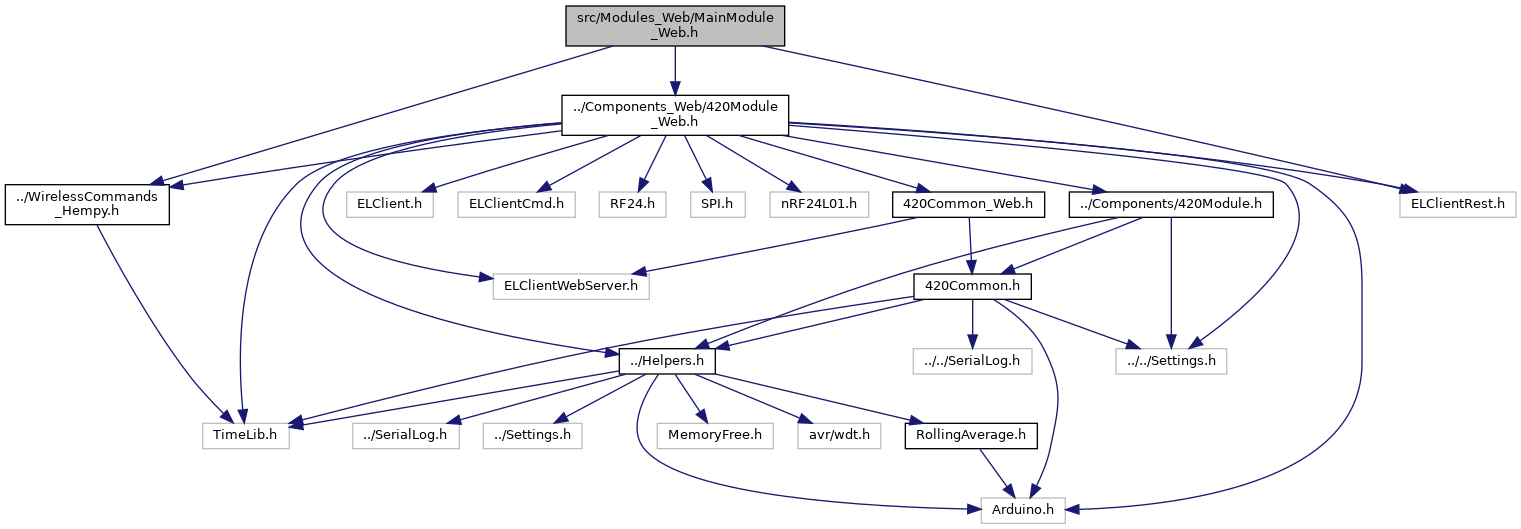 src/Modules_Web/MainModule
_Web.h
../Components_Web/420Module
_Web.h
../WirelessCommands
_Hempy.h
ELClient.h
ELClientCmd.h
RF24.h
SPI.h
nRF24L01.h
420Common_Web.h
../Components/420Module.h
ELClientRest.h
ELClientWebServer.h
420Common.h
../Helpers.h
../../SerialLog.h
../../Settings.h
TimeLib.h
../SerialLog.h
../Settings.h
MemoryFree.h
avr/wdt.h
RollingAverage.h
Arduino.h